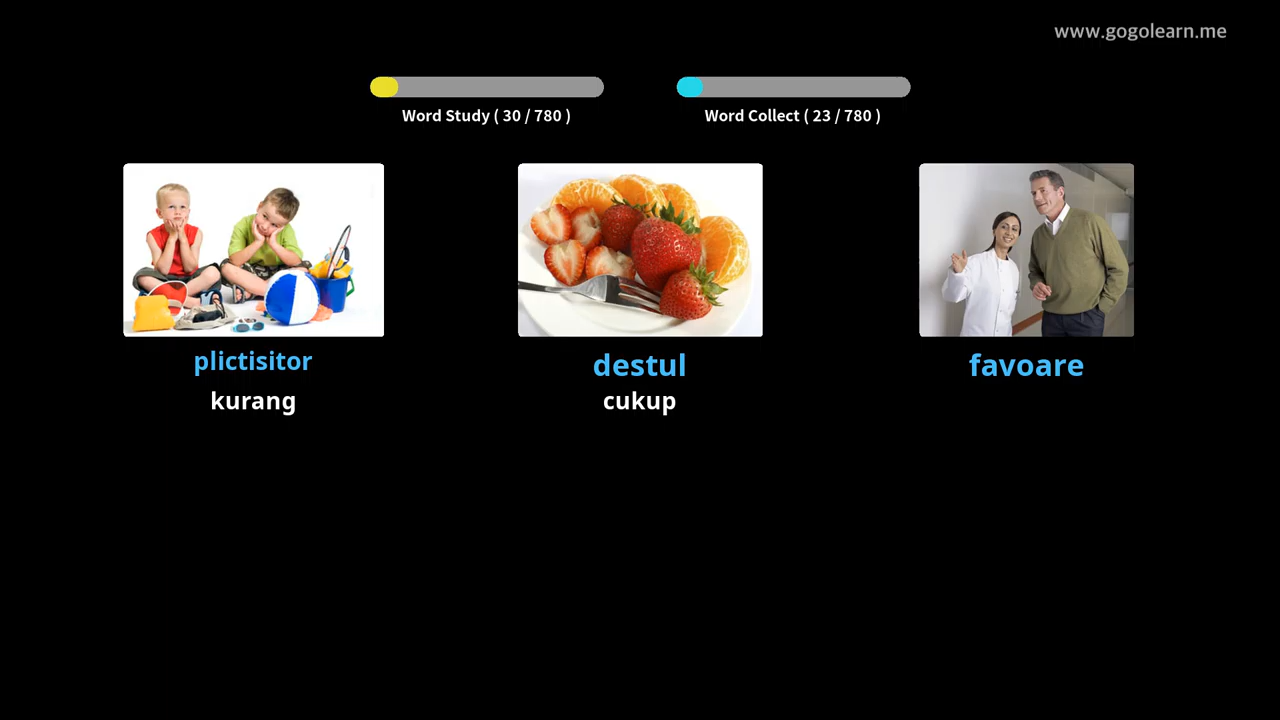 www.gogolearn.me
Word Study ( 30 / 780 )
Word Collect ( 23 / 780 )
plictisitor
destul
favoare
kurang
cukup